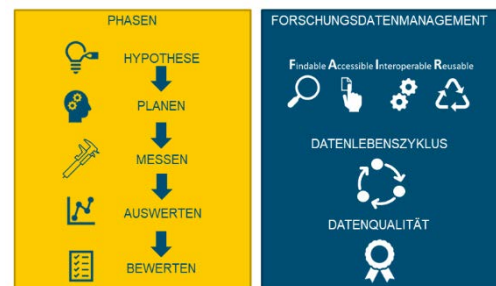 PHASEN
HYPOTHESE
PLANEN
MESSEN
AUSWERTEN
BEWERTEN
FORSCHUNGSDATENMANAGEMENT
Findable Accessible Interoperable Reusable
DATENLEBENSZYKLUS
DATENQUALITÄT